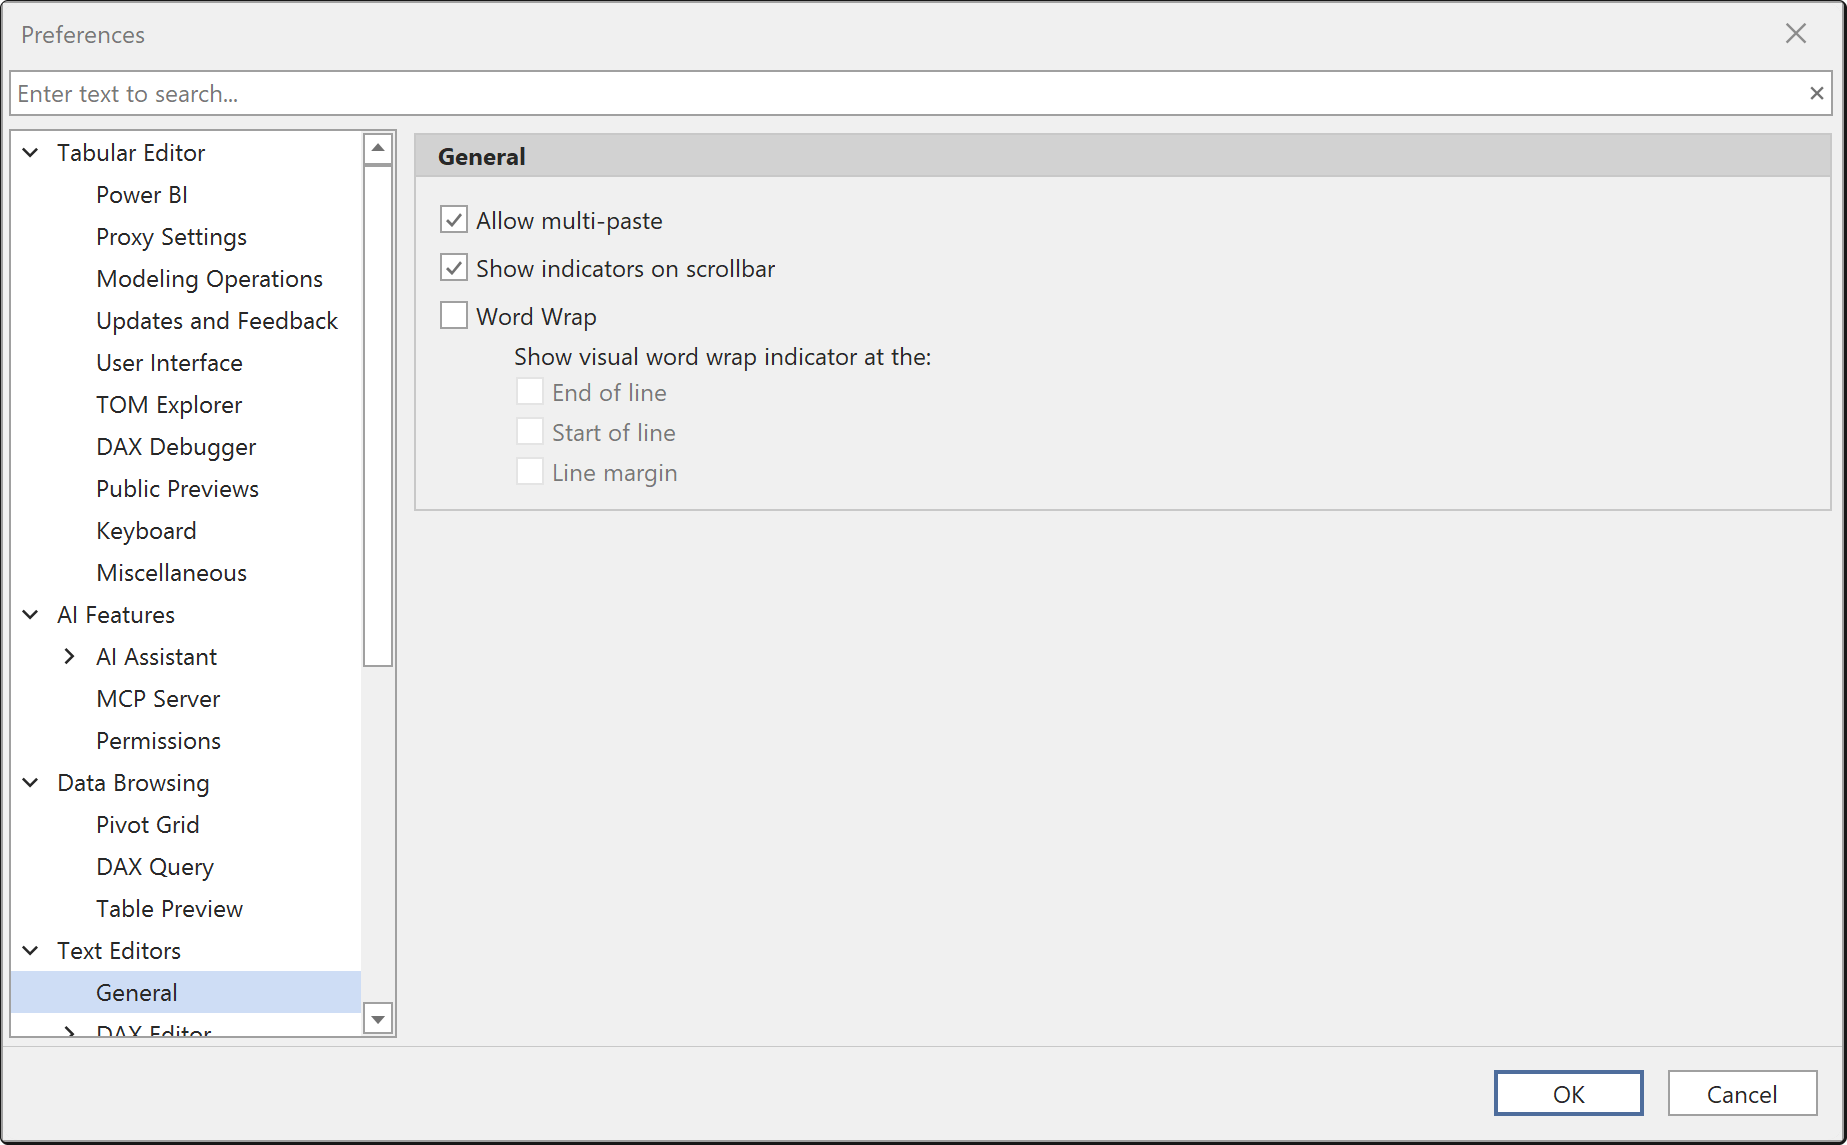 Preferences
Enter text to search...
Tabular Editor
Power BI
Proxy Settings
Modeling Operations
Updates and Feedback
User Interface
TOM Explorer
DAX Debugger
Public Previews
Keyboard
Miscellaneous
AI Features
AI Assistant
MCP Server
Permissions
Data Browsing
Pivot Grid
DAX Query
Table Preview
Text Editors
General
DAX Editor
General
Allow multi-paste
Show indicators on scrollbar
Word Wrap
Show visual word wrap indicator at the:
End of line
Start of line
Line margin
OK
Cancel